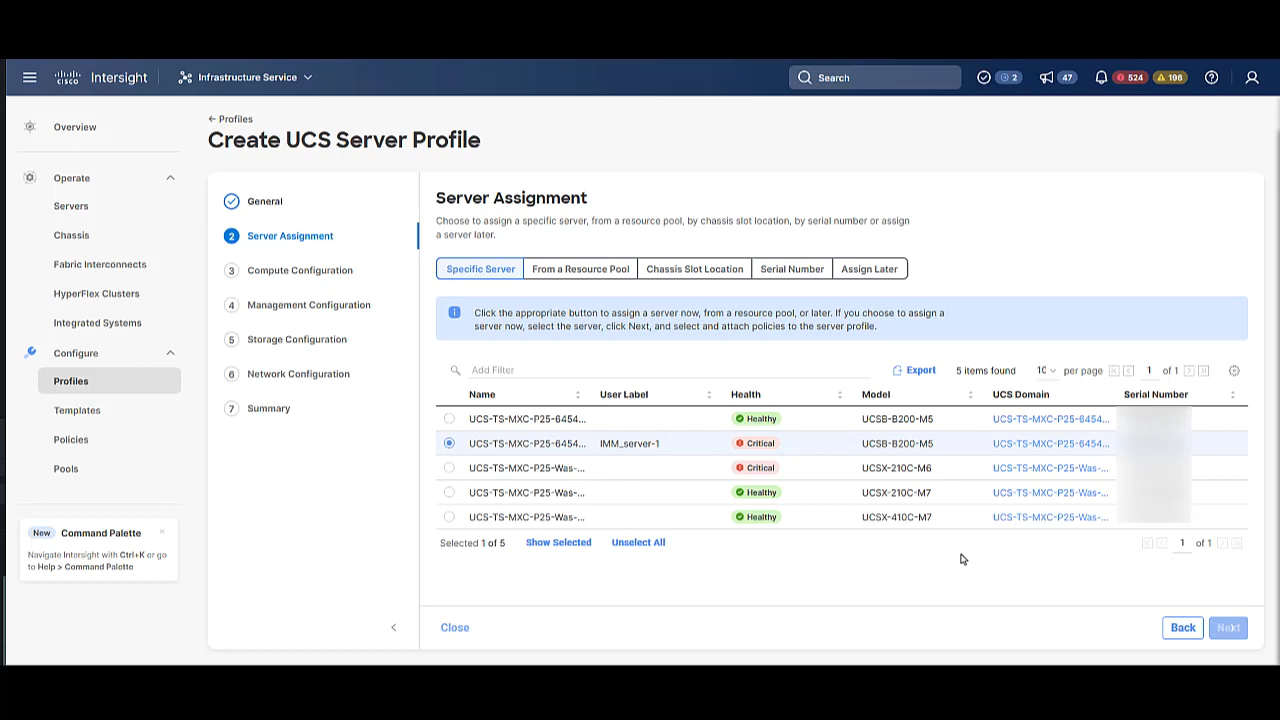 CISCO Intersight Infrastructure Service Search 2 47 524 196
Overview
Operate
Servers
Chassis
Fabric Interconnects
HyperFlex Clusters
Integrated Systems
Configure
Profiles
Templates
Policies
Pools
New Command Palette
Navigate Intersight with Ctrl+K or go
to Help > Command Palette
← Profiles
Create UCS Server Profile
General
2 Server Assignment
3 Compute Configuration
4 Management Configuration
5 Storage Configuration
6 Network Configuration
7 Summary
Server Assignment
Choose to assign a specific server, from a resource pool, by chassis slot location, by serial number or assign
a server later.
Specific Server From a Resource Pool Chassis Slot Location Serial Number Assign Later
Click the appropriate button to assign a server now, from a resource pool, or later. If you choose to assign a
server now, select the server, click Next, and select and attach policies to the server profile.
Add Filter Export 5 items found 10 per page 1 of 1
Name User Label Health Model UCS Domain Serial Number
UCS-TS-MXC-P25-6454... Healthy UCSB-B200-M5 UCS-TS-MXC-P25-6454...
UCS-TS-MXC-P25-6454... IMM_server-1 Critical UCSB-B200-M5 UCS-TS-MXC-P25-6454...
UCS-TS-MXC-P25-Was-... Critical UCSX-210C-M6 UCS-TS-MXC-P25-Was-...
UCS-TS-MXC-P25-Was-... Healthy UCSX-210C-M7 UCS-TS-MXC-P25-Was-...
UCS-TS-MXC-P25-Was-... Healthy UCSX-410C-M7 UCS-TS-MXC-P25-Was-...
Selected 1 of 5 Show Selected Unselect All 1 of 1
Close Back Next